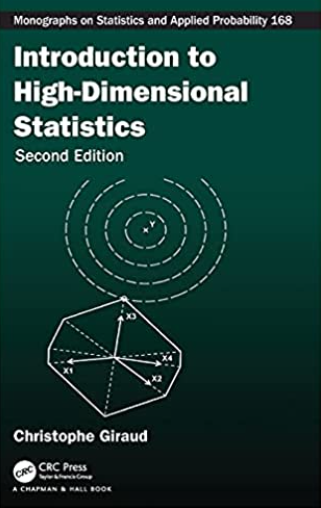 Monographs on Statistics and Applied Probability 168
Introduction to
High-Dimensional
Statistics
Second Edition
Y
X3
X1
X4
X2
Christophe Giraud
CRC
CRC Press
Taylor & Francis Group
A CHAPMAN & HALL BOOK